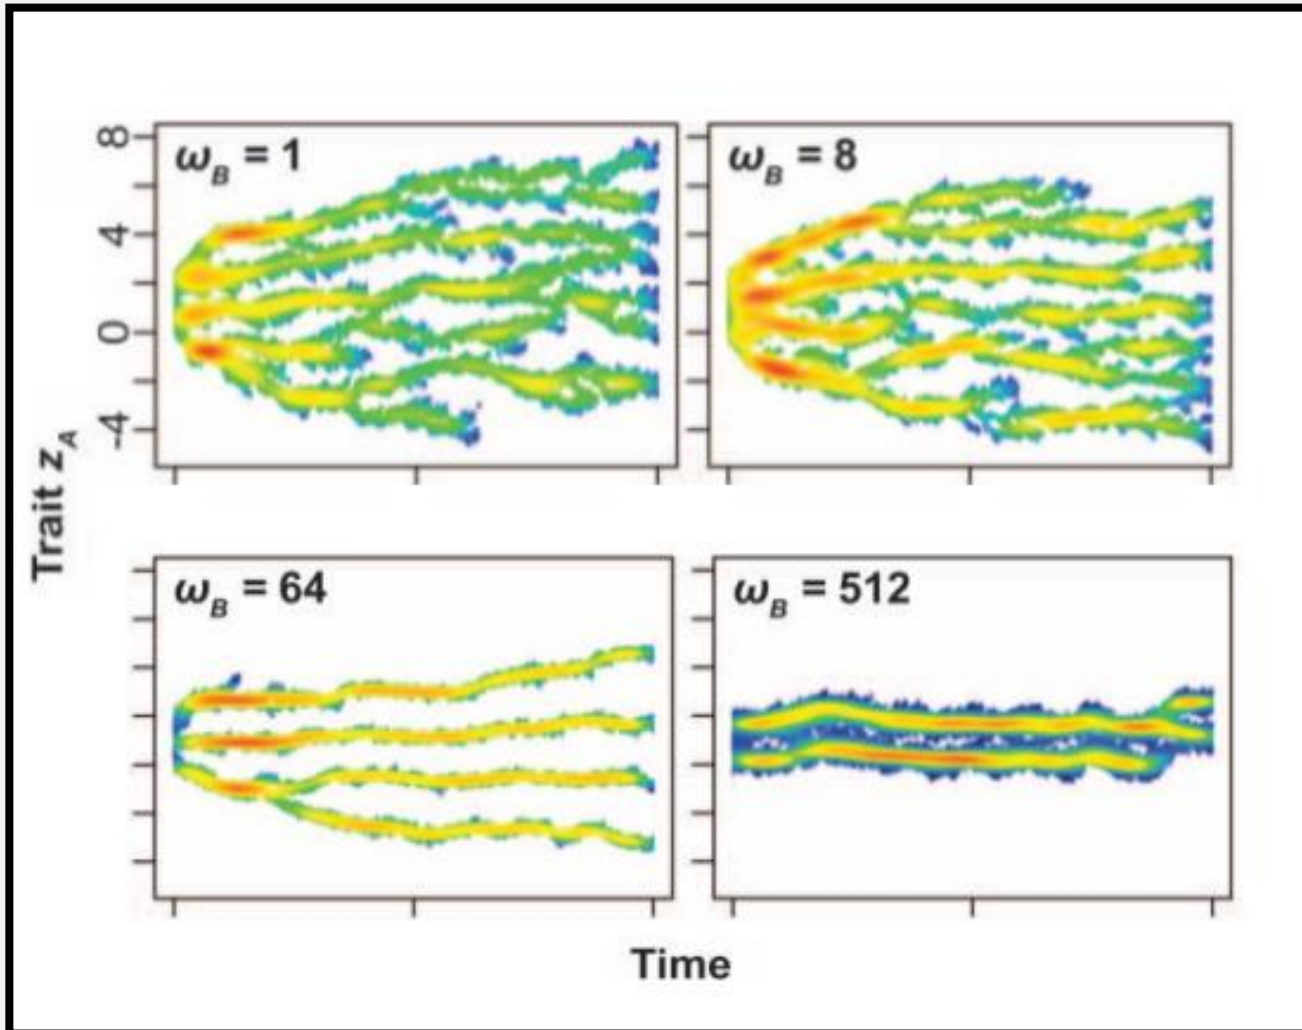 ω_B = 1
ω_B = 8
8
4
0
-4
Trait z_A
ω_B = 64
ω_B = 512
Time